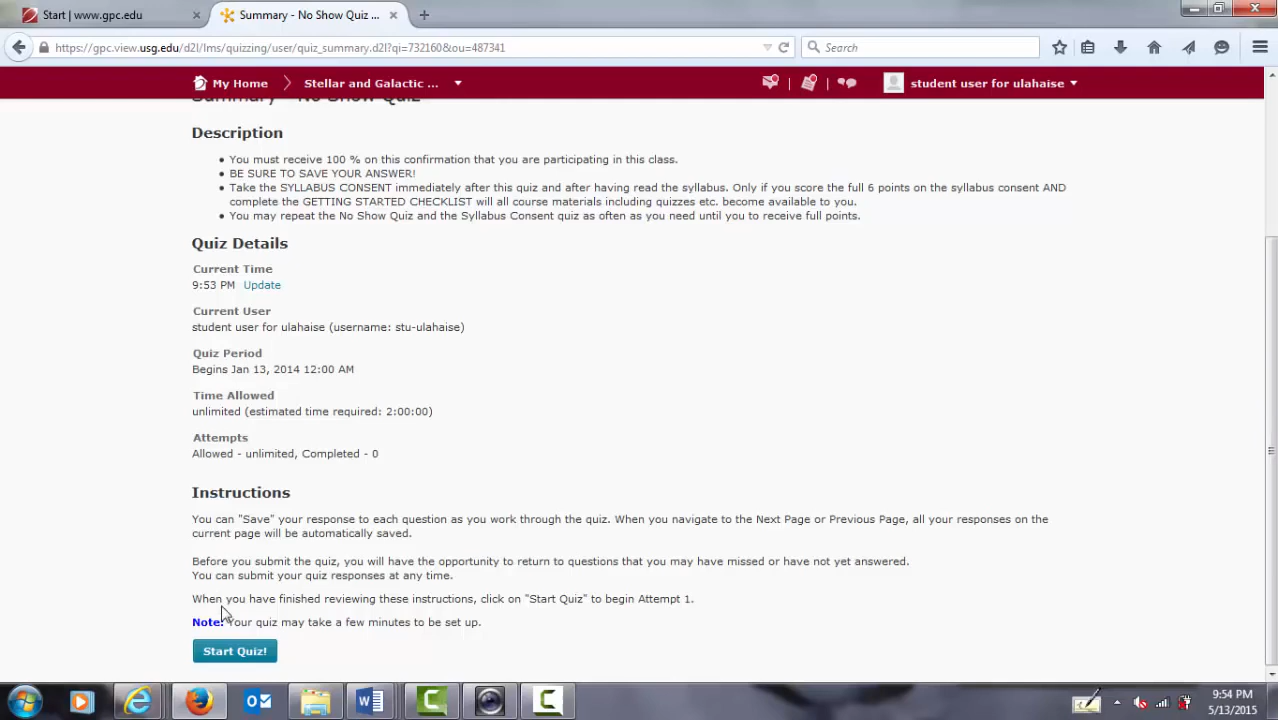 Start | www.gpc.edu
Summary - No Show Quiz ...
https://gpc.view.usg.edu/d2l/lms/quizzing/user/quiz_summary.d2l?qi=732160&ou=487341
Search
My Home
Stellar and Galactic ...
student user for ulahaise
Summary - No Show Quiz
Description
• You must receive 100 % on this confirmation that you are participating in this class.
• BE SURE TO SAVE YOUR ANSWER!
• Take the SYLLABUS CONSENT immediately after this quiz and after having read the syllabus. Only if you score the full 6 points on the syllabus consent AND
complete the GETTING STARTED CHECKLIST will all course materials including quizzes etc. become available to you.
• You may repeat the No Show Quiz and the Syllabus Consent quiz as often as you need until you to receive full points.
Quiz Details
Current Time
9:53 PM Update
Current User
student user for ulahaise (username: stu-ulahaise)
Quiz Period
Begins Jan 13, 2014 12:00 AM
Time Allowed
unlimited (estimated time required: 2:00:00)
Attempts
Allowed - unlimited, Completed - 0
Instructions
You can "Save" your response to each question as you work through the quiz. When you navigate to the Next Page or Previous Page, all your responses on the
current page will be automatically saved.
Before you submit the quiz, you will have the opportunity to return to questions that you may have missed or have not yet answered.
You can submit your quiz responses at any time.
When you have finished reviewing these instructions, click on "Start Quiz" to begin Attempt 1.
Note: Your quiz may take a few minutes to be set up.
Start Quiz!
9:54 PM
5/13/2015